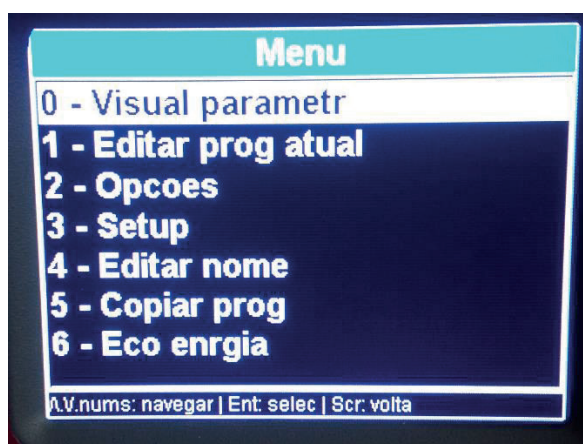 Menu
0 - Visual parametr
1 - Editar prog atual
2 - Opcoes
3 - Setup
4 - Editar nome
5 - Copiar prog
6 - Eco enrgia
Λ.V.nums: navegar | Ent: selec | Scr: volta